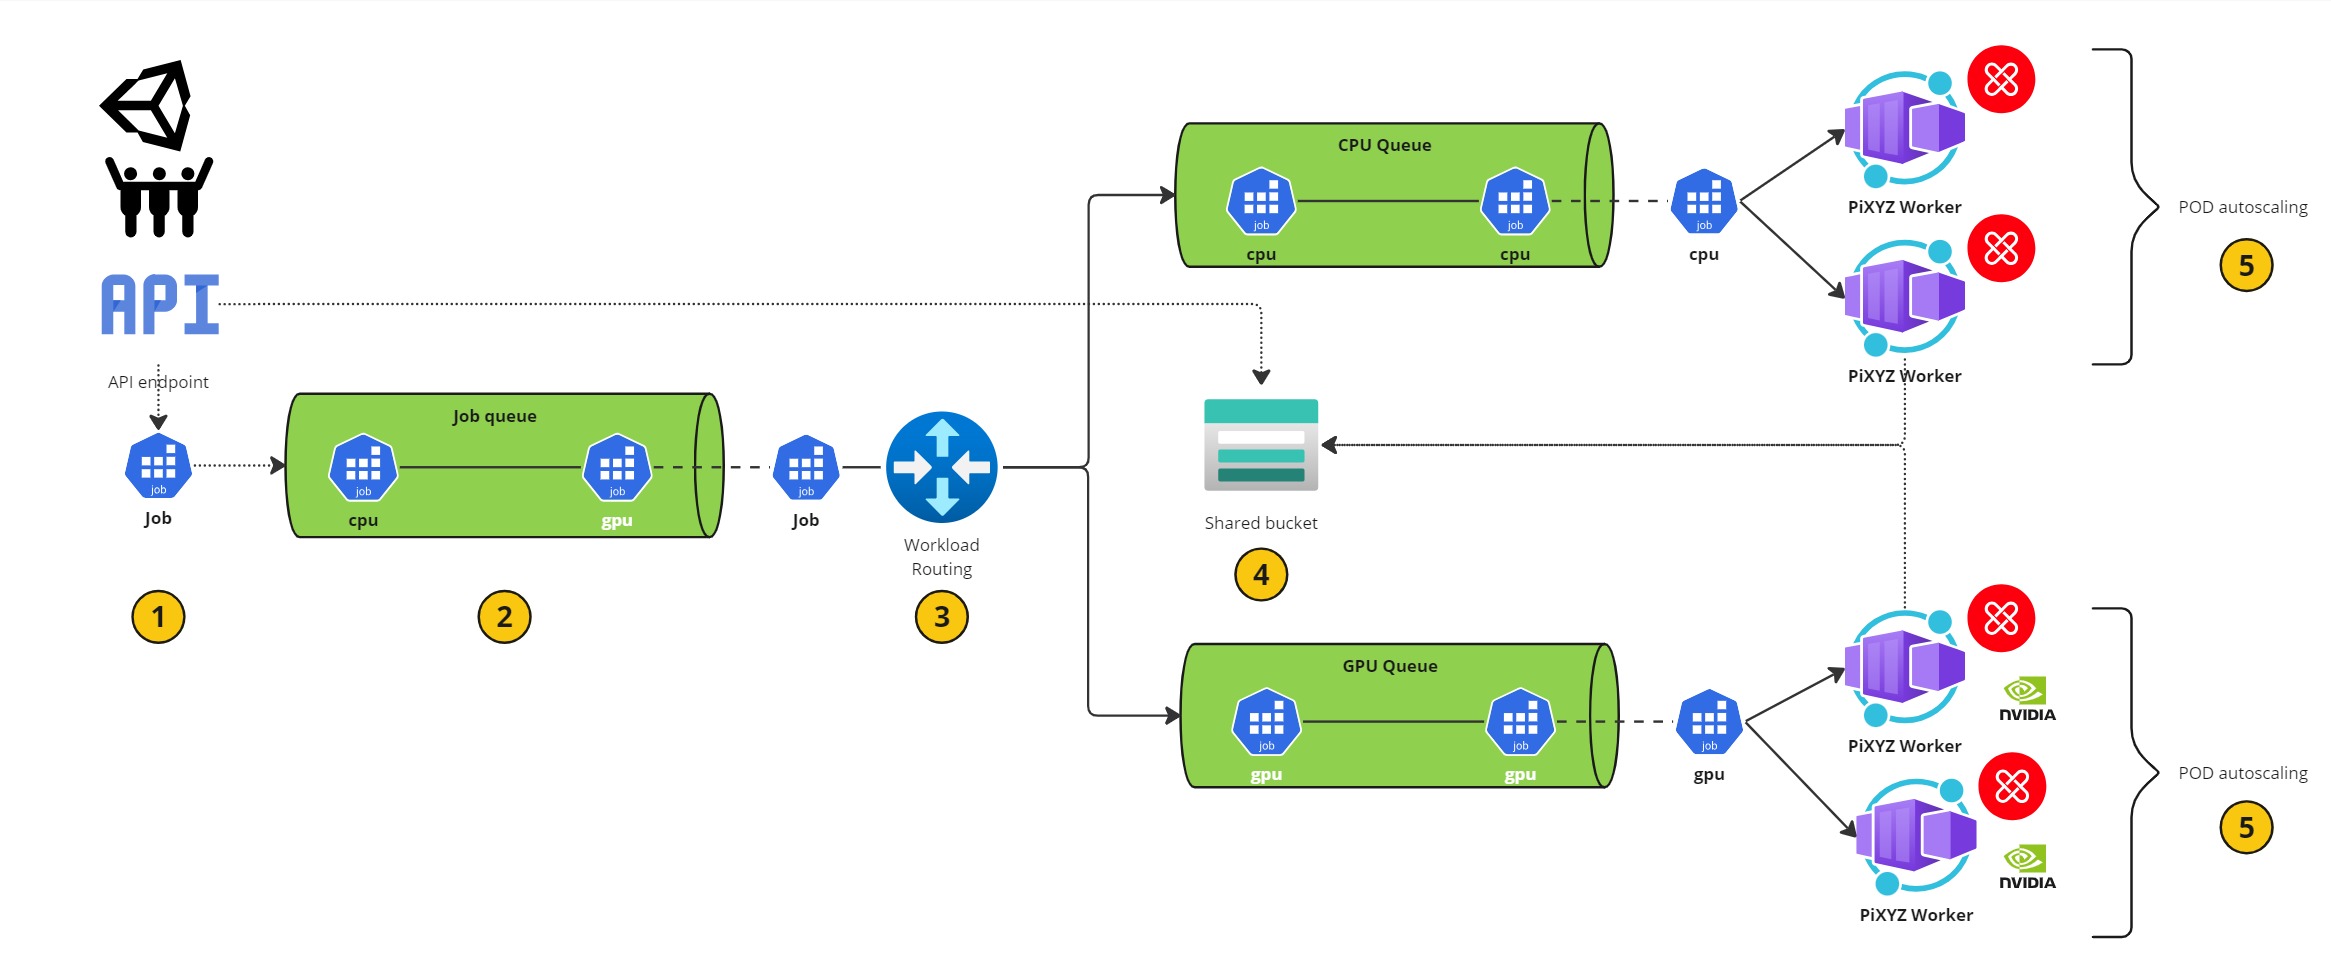 API
API endpoint
job
Job
1
Job queue
job
cpu
job
gpu
2
job
Job
Workload
Routing
3
CPU Queue
job
cpu
job
cpu
job
cpu
PiXYZ Worker
PiXYZ Worker
POD autoscaling
5
Shared bucket
4
GPU Queue
job
gpu
job
gpu
job
gpu
PiXYZ Worker
NVIDIA
PiXYZ Worker
NVIDIA
POD autoscaling
5